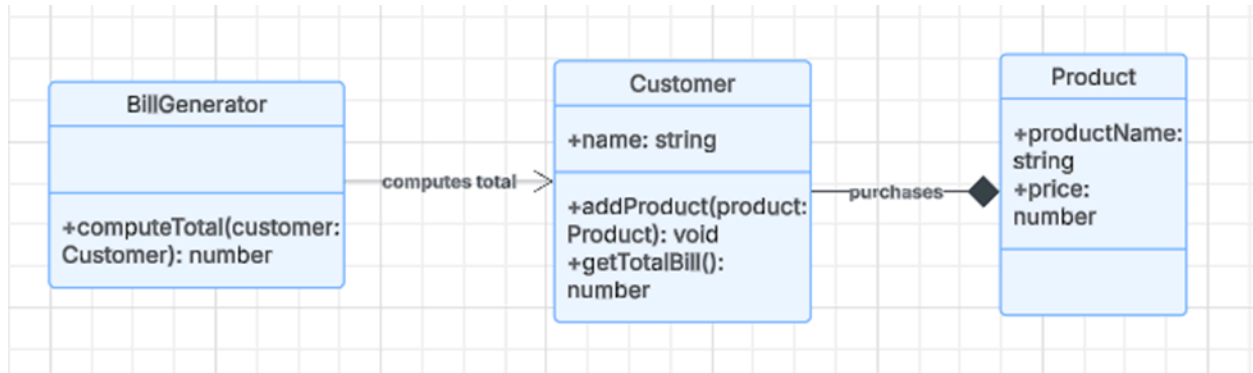 BillGenerator
+computeTotal(customer:
Customer): number
computes total
Customer
+name: string
+addProduct(product:
Product): void
+getTotalBill():
number
purchases
Product
+productName:
string
+price:
number